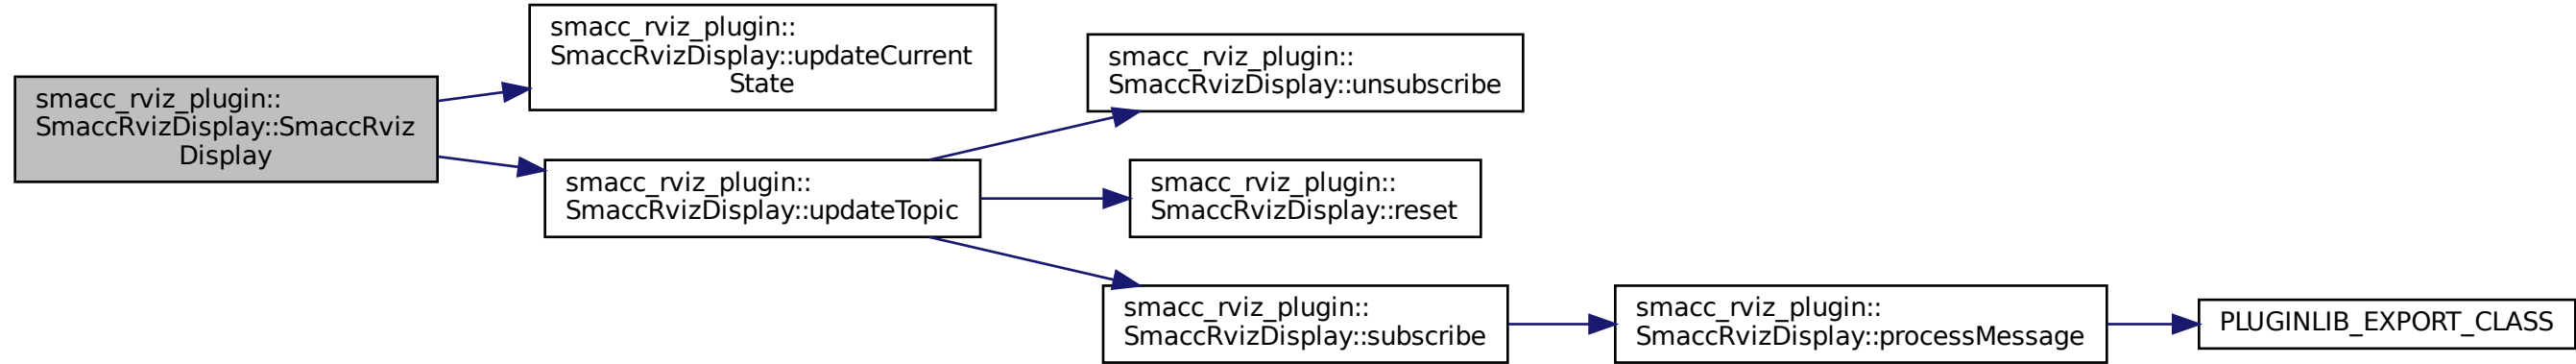 smacc_rviz_plugin::
SmaccRvizDisplay::SmaccRviz
Display
smacc_rviz_plugin::
SmaccRvizDisplay::updateCurrent
State
smacc_rviz_plugin::
SmaccRvizDisplay::updateTopic
smacc_rviz_plugin::
SmaccRvizDisplay::unsubscribe
smacc_rviz_plugin::
SmaccRvizDisplay::reset
smacc_rviz_plugin::
SmaccRvizDisplay::subscribe
smacc_rviz_plugin::
SmaccRvizDisplay::processMessage
PLUGINLIB_EXPORT_CLASS